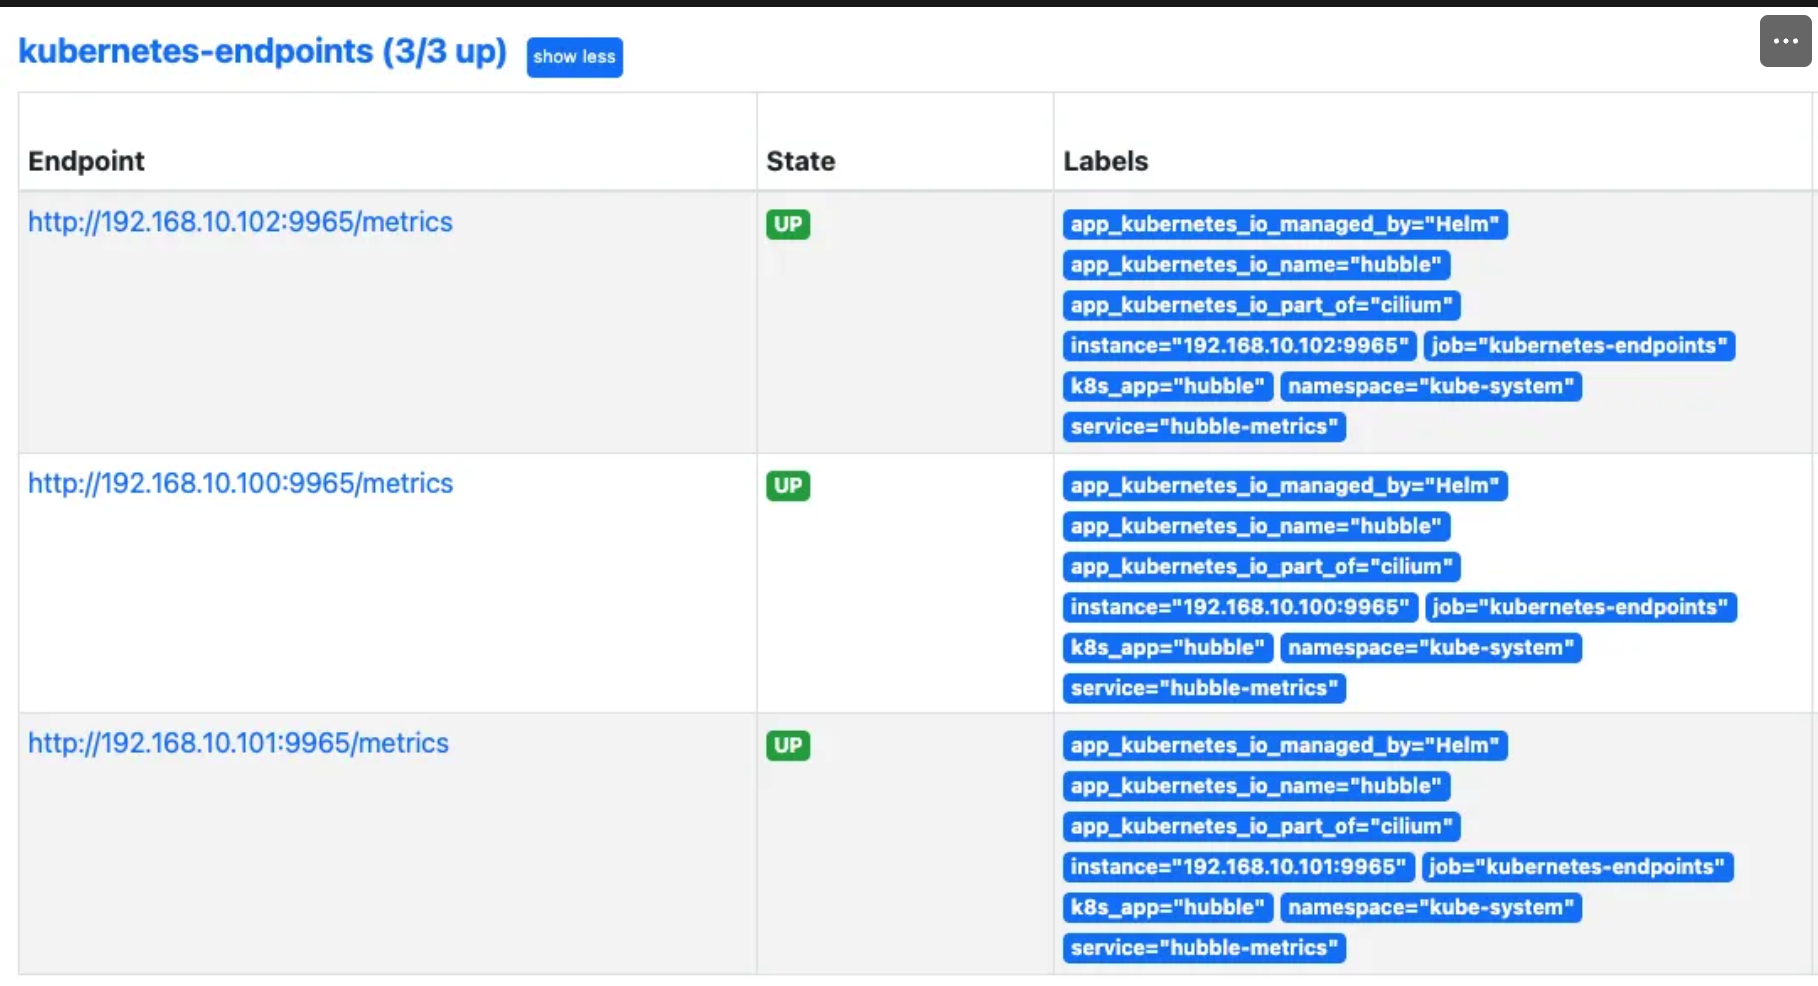 kubernetes-endpoints (3/3 up) show less
Endpoint State Labels
http://192.168.10.102:9965/metrics UP app_kubernetes_io_managed_by="Helm"
app_kubernetes_io_name="hubble"
app_kubernetes_io_part_of="cilium"
instance="192.168.10.102:9965" job="kubernetes-endpoints"
k8s_app="hubble" namespace="kube-system"
service="hubble-metrics"
http://192.168.10.100:9965/metrics UP app_kubernetes_io_managed_by="Helm"
app_kubernetes_io_name="hubble"
app_kubernetes_io_part_of="cilium"
instance="192.168.10.100:9965" job="kubernetes-endpoints"
k8s_app="hubble" namespace="kube-system"
service="hubble-metrics"
http://192.168.10.101:9965/metrics UP app_kubernetes_io_managed_by="Helm"
app_kubernetes_io_name="hubble"
app_kubernetes_io_part_of="cilium"
instance="192.168.10.101:9965" job="kubernetes-endpoints"
k8s_app="hubble" namespace="kube-system"
service="hubble-metrics"